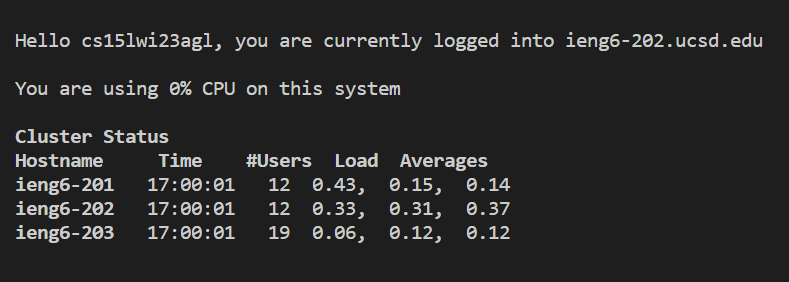 Hello cs15lwi23agl, you are currently logged into ieng6-202.ucsd.edu
You are using 0% CPU on this system
Cluster Status
Hostname     Time    #Users  Load  Averages
ieng6-201   17:00:01   12  0.43,  0.15,  0.14
ieng6-202   17:00:01   12  0.33,  0.31,  0.37
ieng6-203   17:00:01   19  0.06,  0.12,  0.12